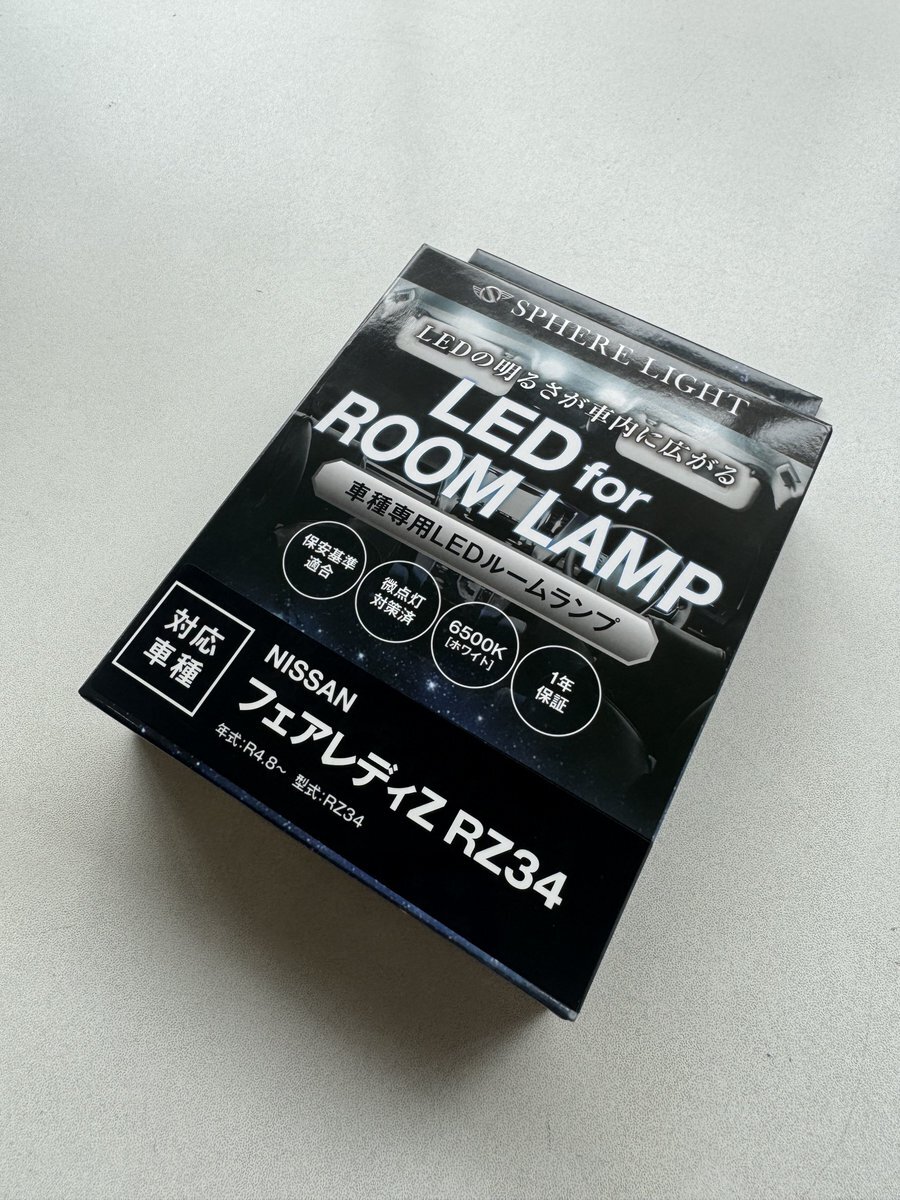 SPHERE LIGHT
LEDの明るさが車内に広がる
LED for
ROOM LAMP
車種専用LEDルームランプ
保安基準
適合
微点灯
対策済
6500K
[ホワイト]
1年
保証
対応
車種
NISSAN
フェアレディZ RZ34
年式:R4.8~ 型式:RZ34